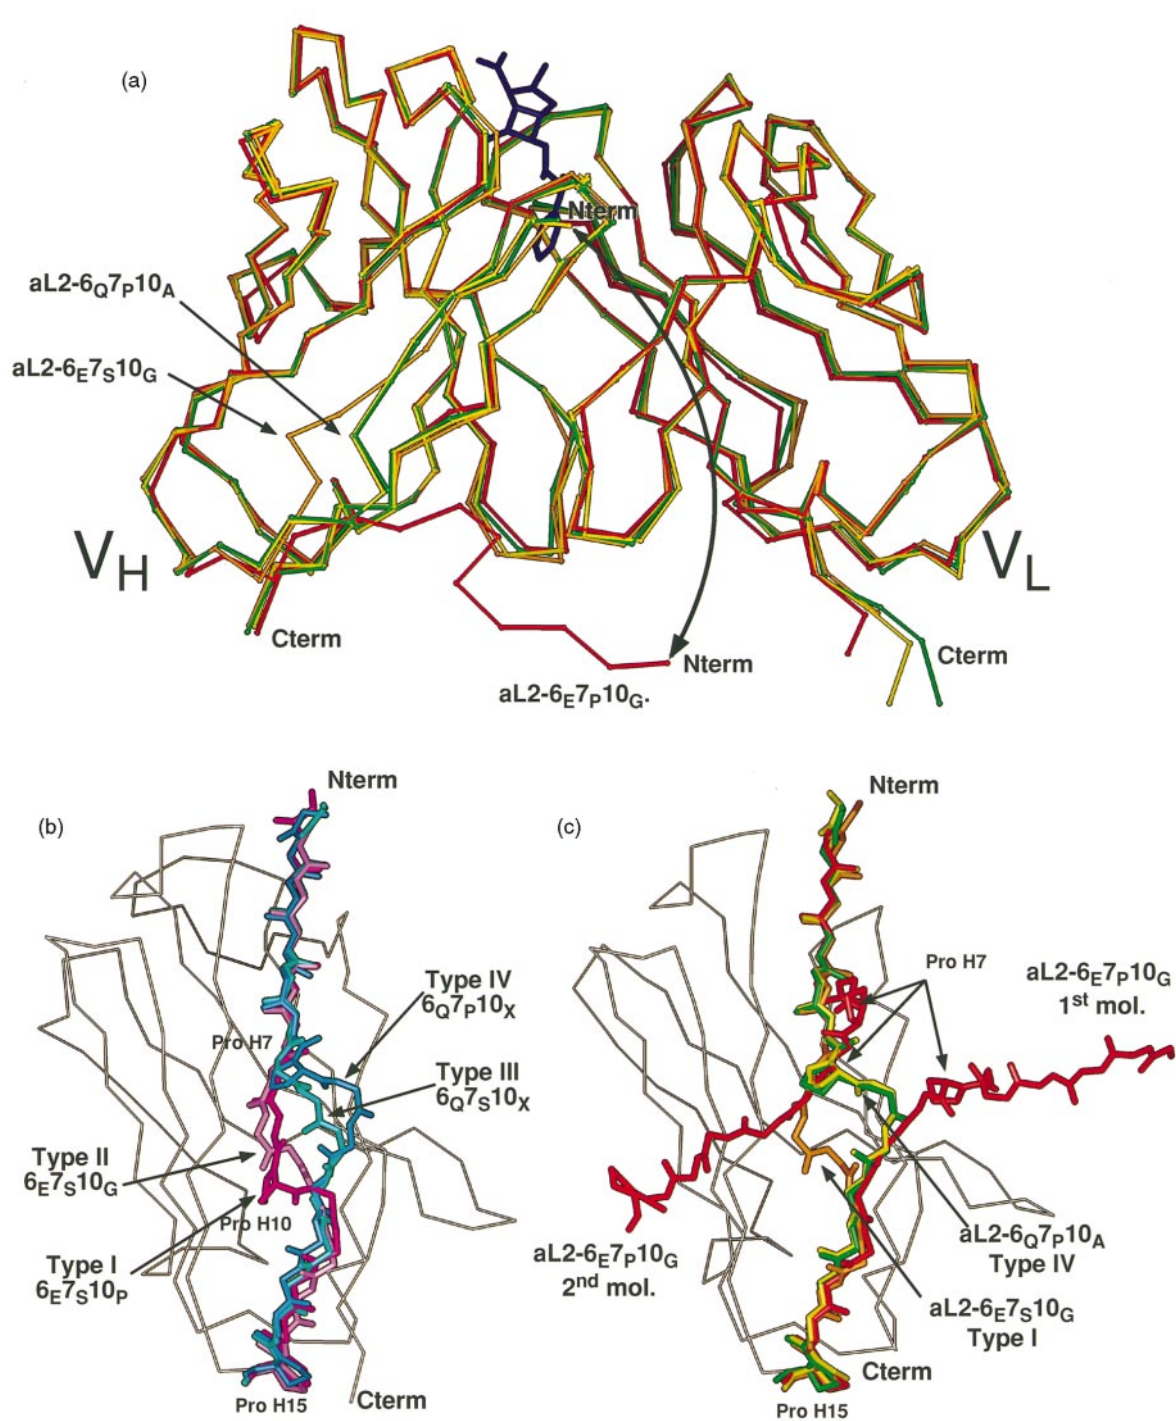 (a)
Nterm
aL2-6Q7P10A
aL2-6E7S10G
VH
VL
Cterm
Nterm
Cterm
aL2-6E7P10G.
Nterm
Nterm
(b)
(c)
Pro H7
aL2-6E7P10G
1st mol.
Type IV
6Q7P10X
Pro H7
Type III
6Q7S10X
Type II
6E7S10G
Pro H10
aL2-6Q7P10A
Type IV
aL2-6E7P10G
2nd mol.
Type I
6E7S10P
aL2-6E7S10G
Type I
Cterm
Cterm
Pro H15
Pro H15